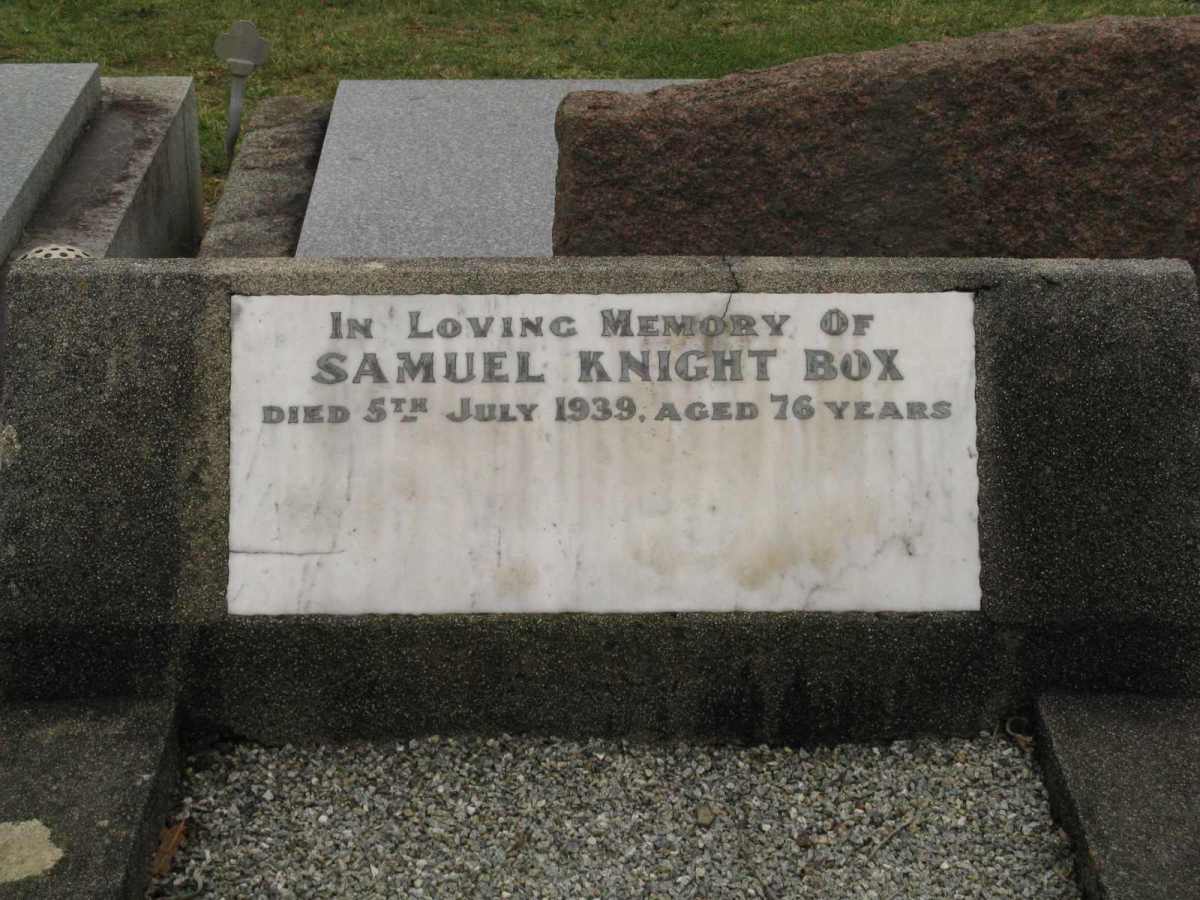 In Loving Memory Of
SAMUEL KNIGHT BOX
DIED 5TH JULY 1939, AGED 76 YEARS